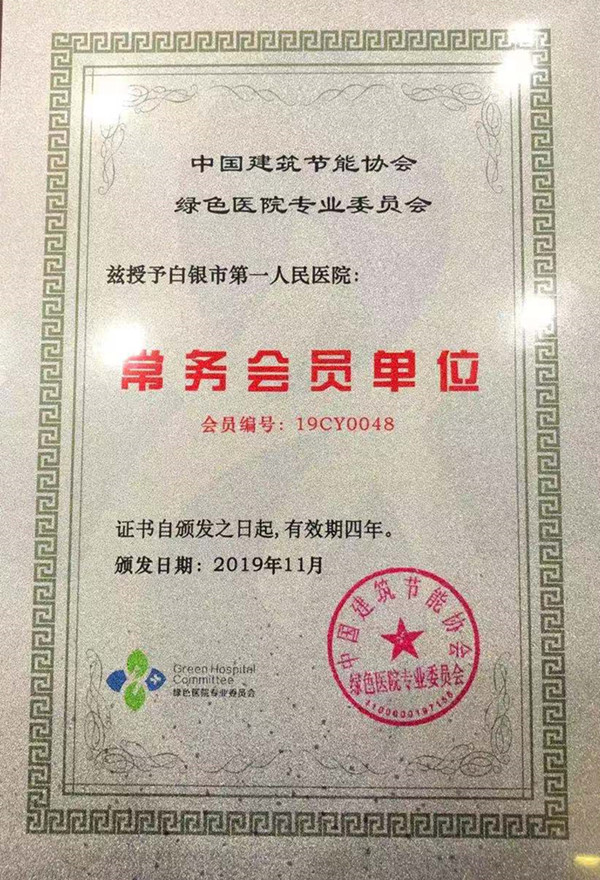 中国建筑节能协会
绿色医院专业委员会
兹授予白银市第一人民医院：
常务会员单位
会员编号：19CY0048
证书自颁发之日起,有效期四年。
颁发日期：2019年11月
Green Hospital
Committee
绿色医院专业委员会
中国建筑节能协会
绿色医院专业委员会